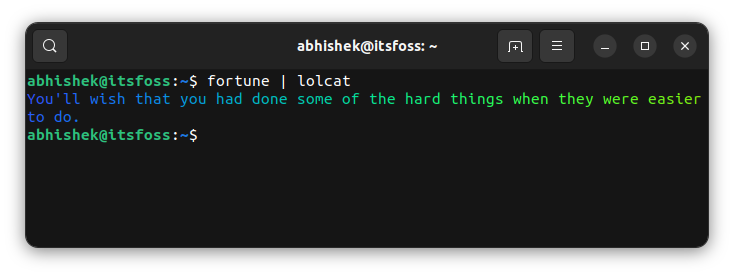 abhishek@itsfoss: ~
abhishek@itsfoss:~$ fortune | lolcat
You'll wish that you had done some of the hard things when they were easier
to do.
abhishek@itsfoss:~$